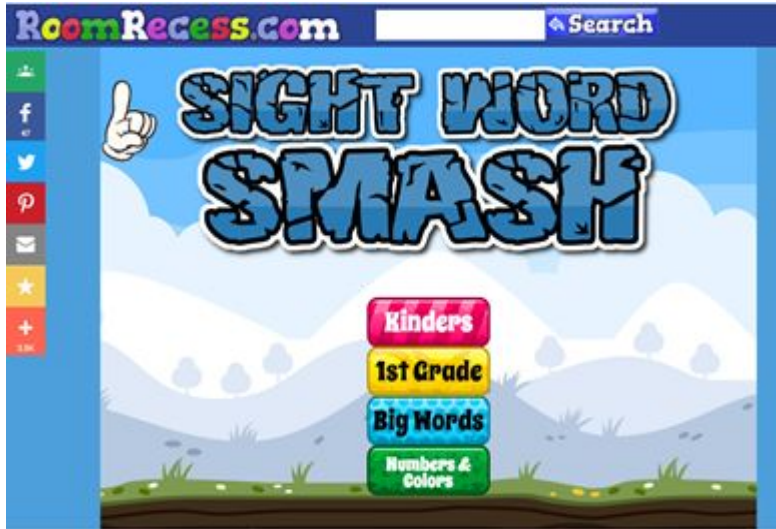 RoomRecess.com
Search
SIGHT WORD
SMASH
Kinders
1st Grade
Big Words
Numbers &
Colors